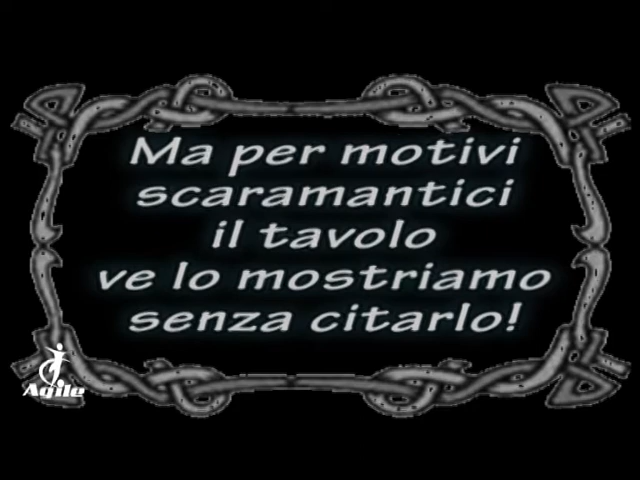 Ma per motivi
scaramantici
il tavolo
ve lo mostriamo
senza citarlo!
Agile